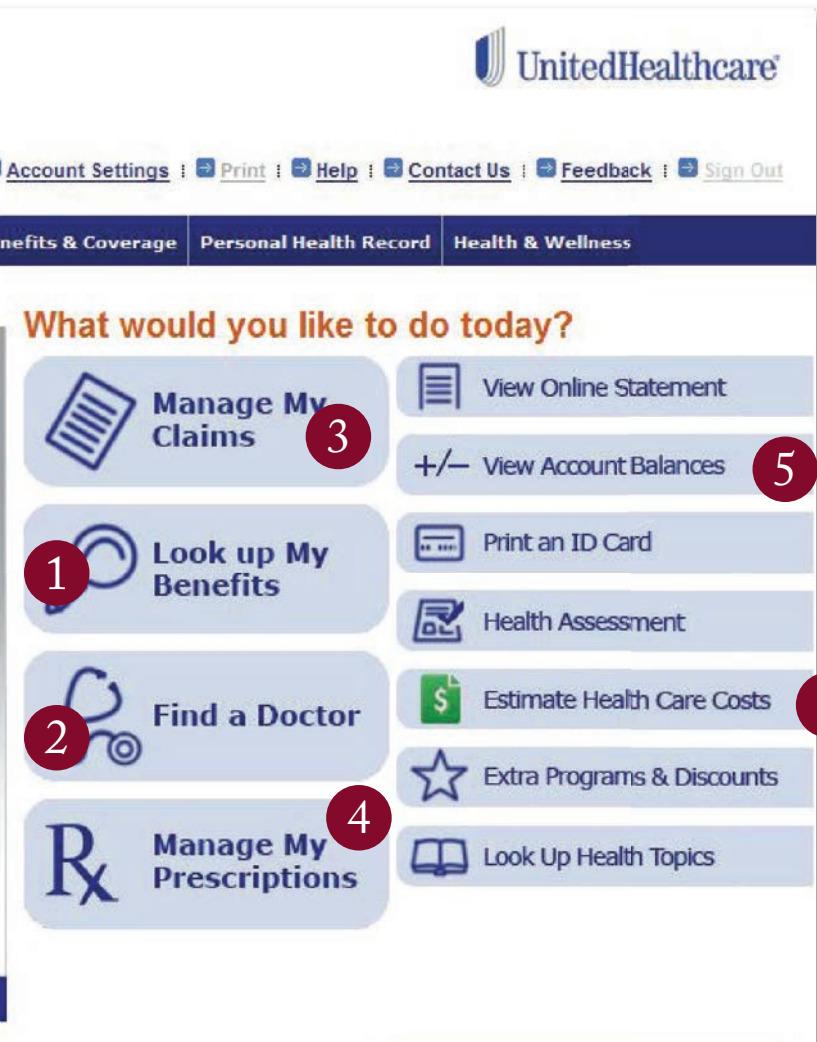 UnitedHealthcare
Account Settings Print Help Contact Us Feedback Sign Out
nefits & Coverage Personal Health Record Health & Wellness
What would you like to do today?
Manage My
Claims
3
1
Look up My
Benefits
2
Find a Doctor
4
Rx
Manage My
Prescriptions
View Online Statement
+/− View Account Balances
5
Print an ID Card
Health Assessment
$
Estimate Health Care Costs
Extra Programs & Discounts
Look Up Health Topics